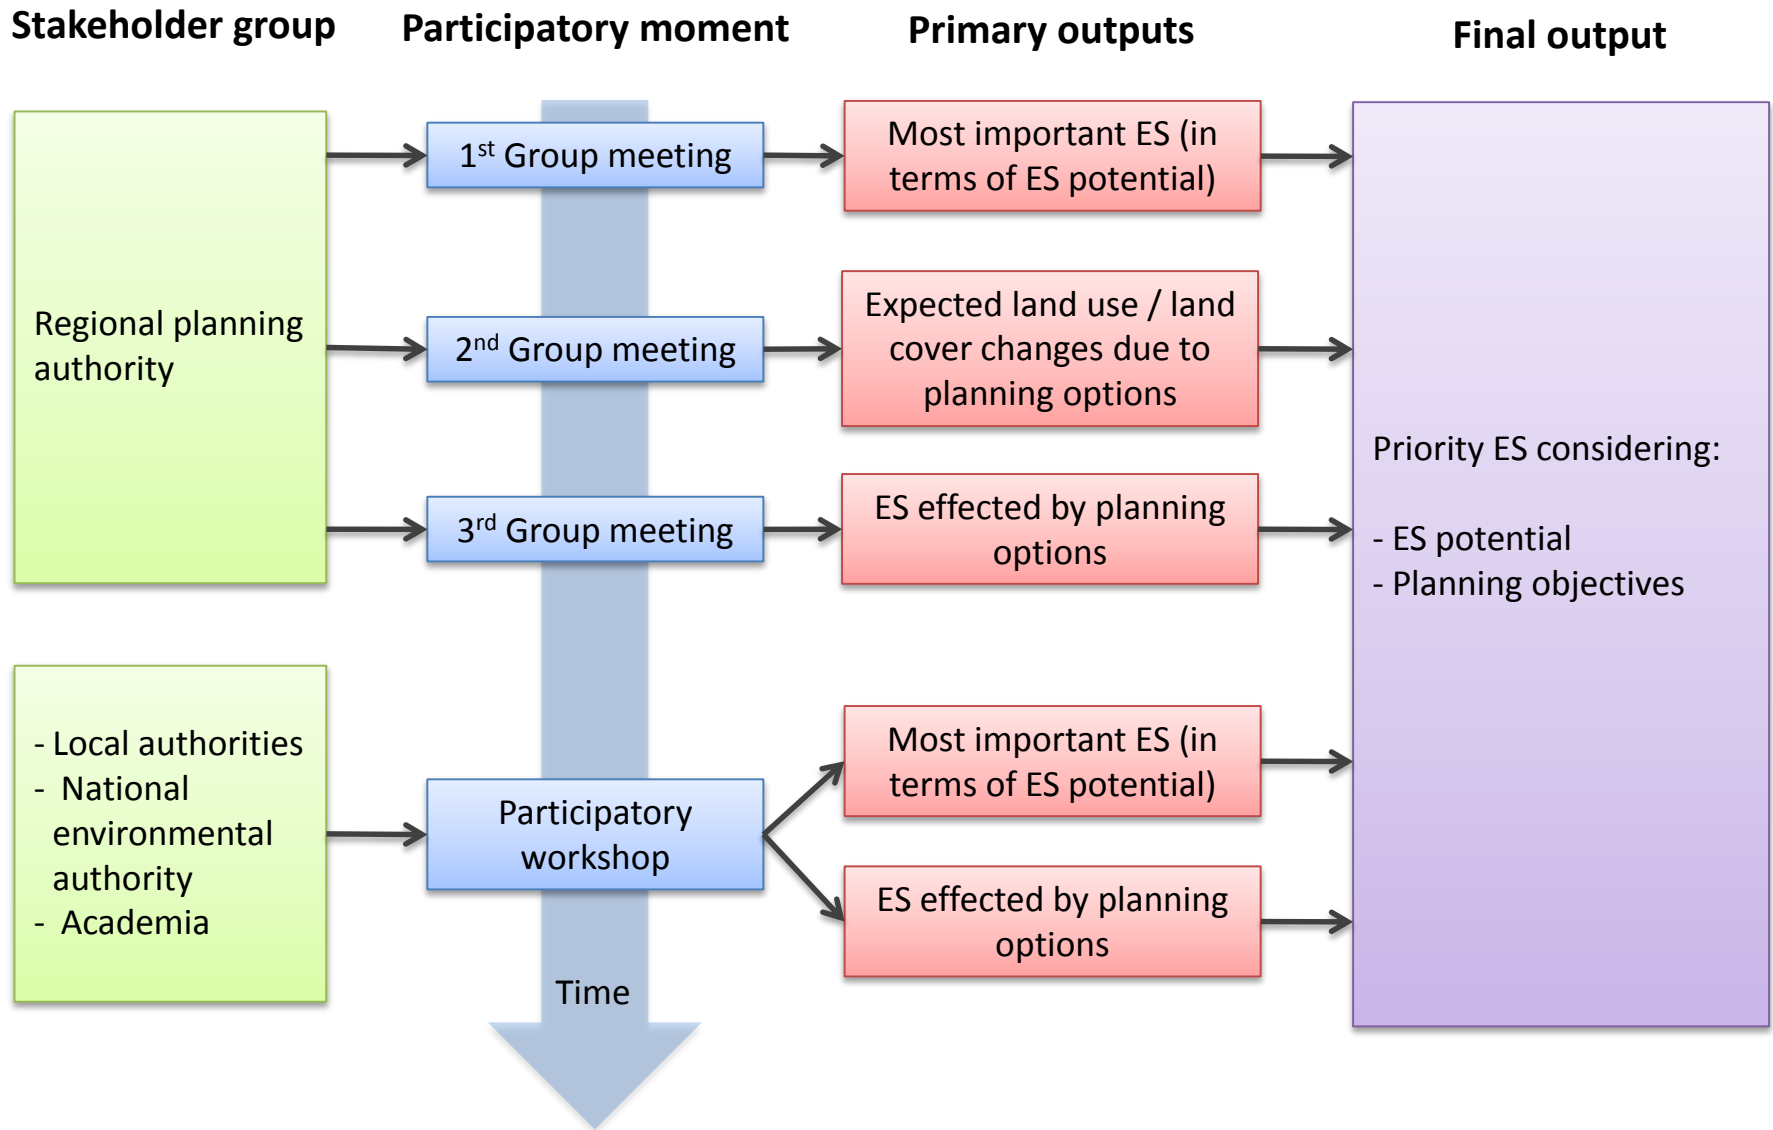 Stakeholder group
Participatory moment
Primary outputs
Final output
Regional planning
authority
1st Group meeting
Most important ES (in
terms of ES potential)
2nd Group meeting
Expected land use / land
cover changes due to
planning options
3rd Group meeting
ES effected by planning
options
- Local authorities
- National
environmental
authority
- Academia
Participatory
workshop
Most important ES (in
terms of ES potential)
ES effected by planning
options
Time
Priority ES considering:
- ES potential
- Planning objectives